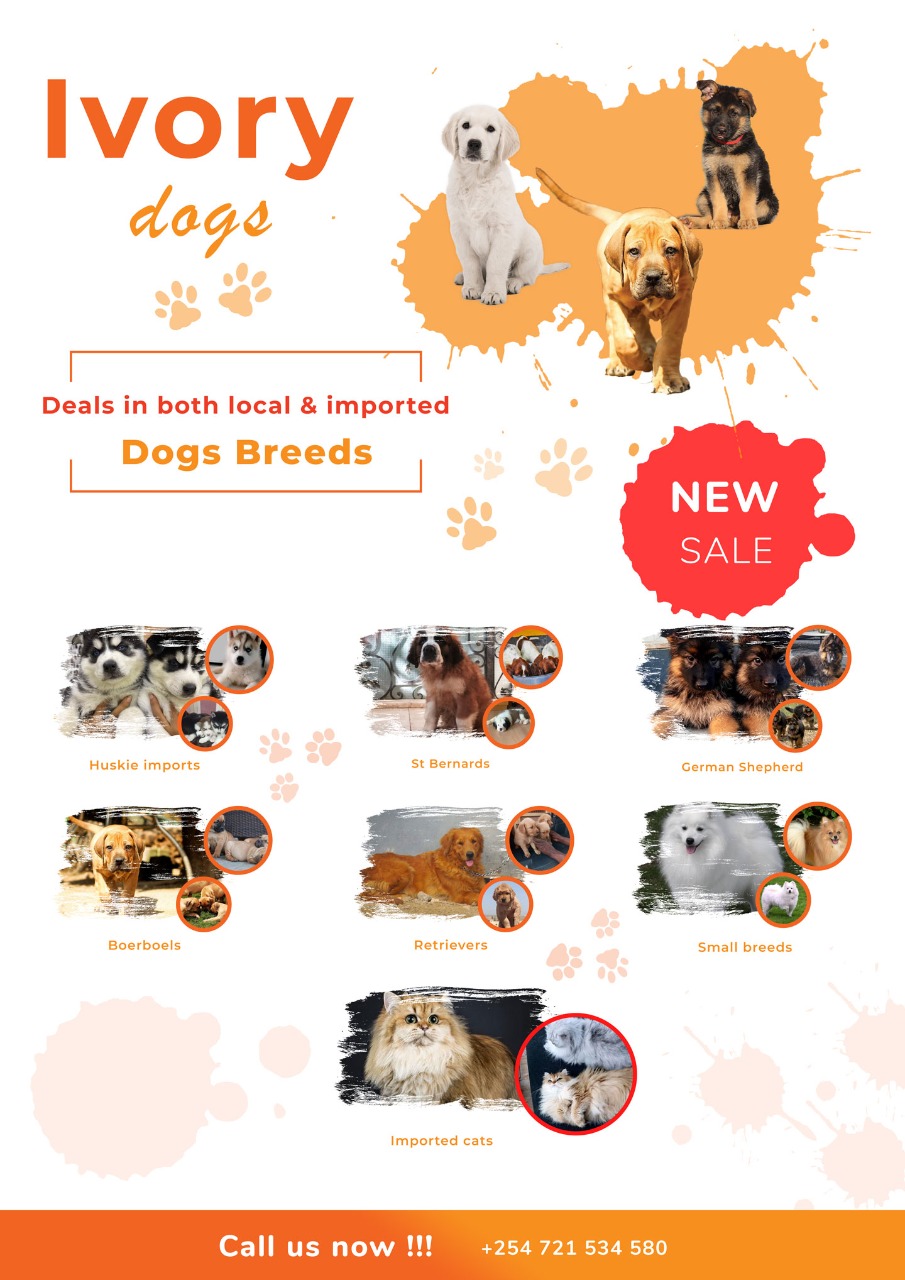 Ivory
dogs
Deals in both local & imported
Dogs Breeds
NEW
SALE
Huskie imports
St Bernards
German Shepherd
Boerboels
Retrievers
Small breeds
Imported cats
Call us now !!!
+254 721 534 580